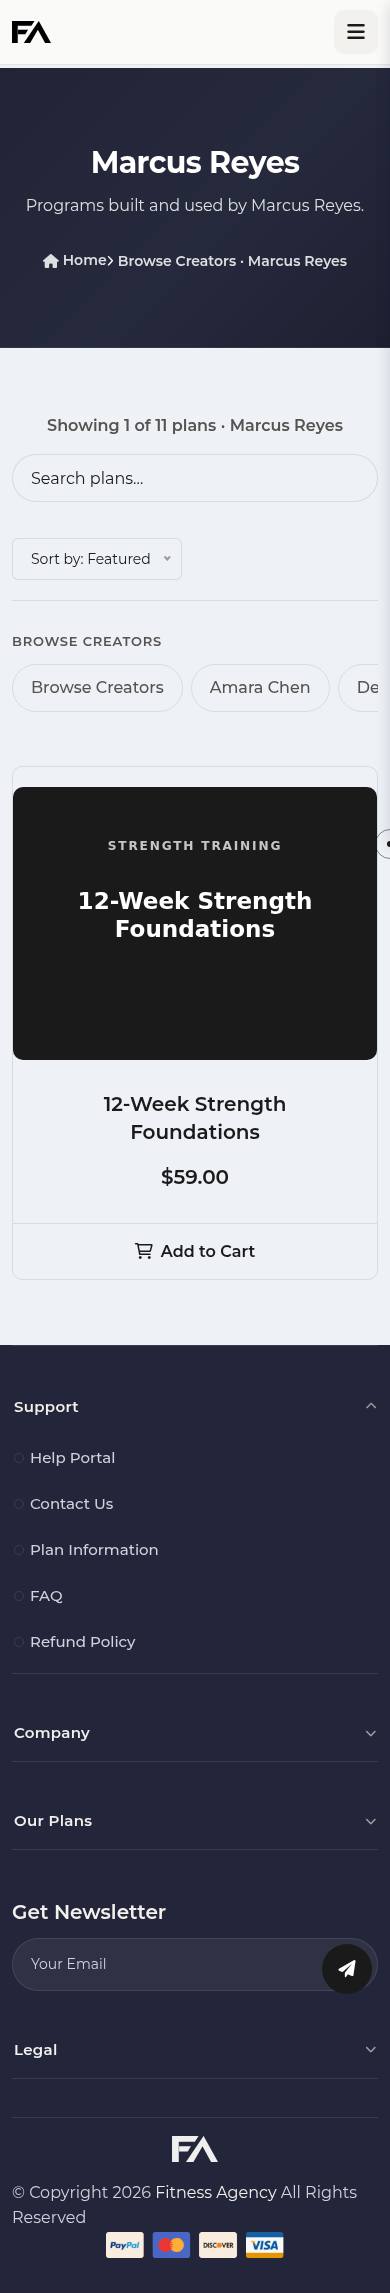 FA
Marcus Reyes
Programs built and used by Marcus Reyes.
Home Browse Creators · Marcus Reyes
Showing 1 of 11 plans · Marcus Reyes
Search plans...
Sort by: Featured
BROWSE CREATORS
Browse Creators Amara Chen De
STRENGTH TRAINING
12-Week Strength
Foundations
12-Week Strength
Foundations
$59.00
Add to Cart
Support
Help Portal
Contact Us
Plan Information
FAQ
Refund Policy
Company
Our Plans
Get Newsletter
Your Email
Legal
FA
© Copyright 2026 Fitness Agency All Rights
Reserved
PayPal mastercard DISCOVER VISA